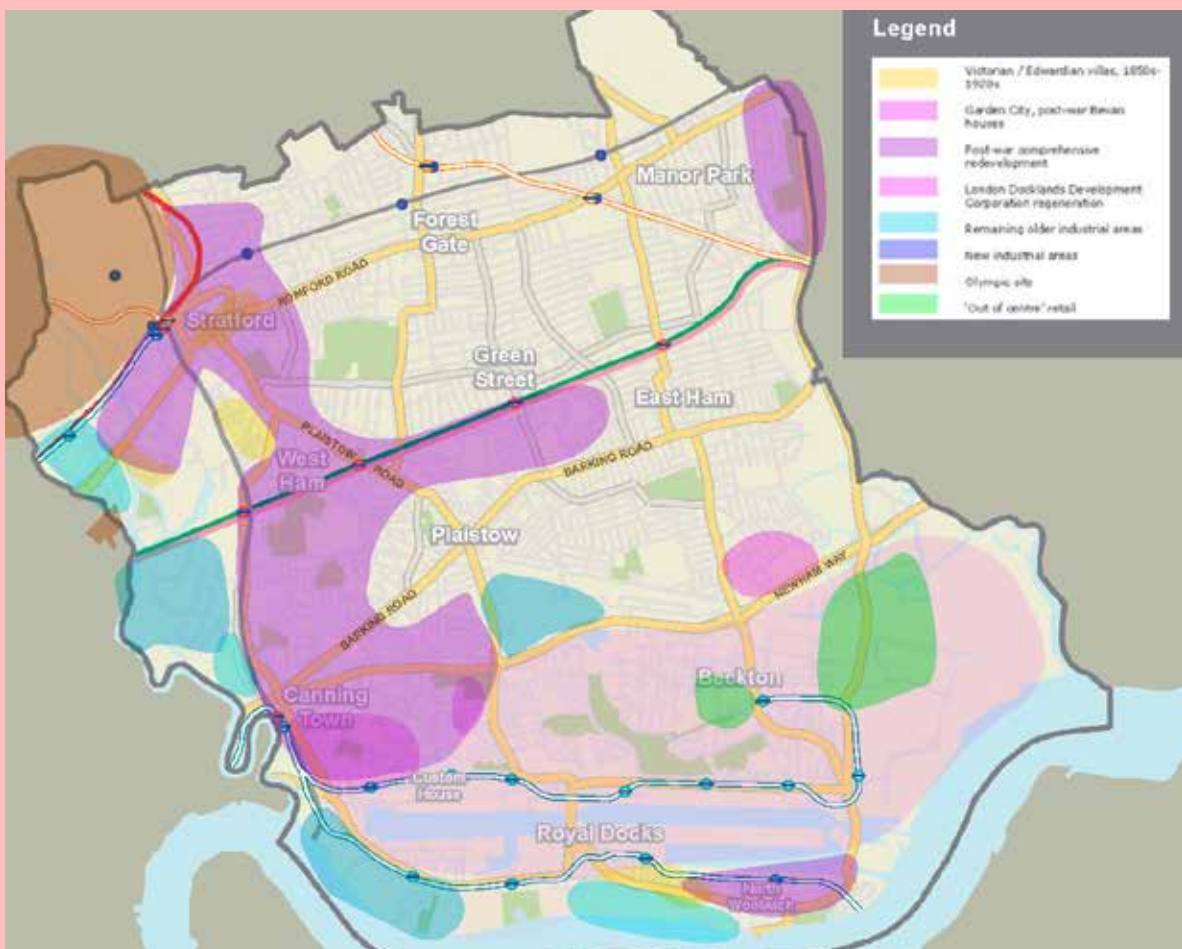 Legend
Victorian / Edwardian villas, 1850s-
1920s
Garden City, post-war Bevan
houses
Post-war comprehensive
redevelopment
London Docklands Development
Corporation regeneration
Remaining older industrial areas
New industrial areas
Olympic site
'Out of centre' retail
Manor Park
Forest
Gate
ROMFORD ROAD
Stratford
Green
Street
East Ham
PLAISTOW ROAD
West
Ham
BARKING ROAD
Plaistow
NEWHAM WAY
BARKING ROAD
Beckton
Canning
Town
Custom
House
Royal Docks
North
Woolwich